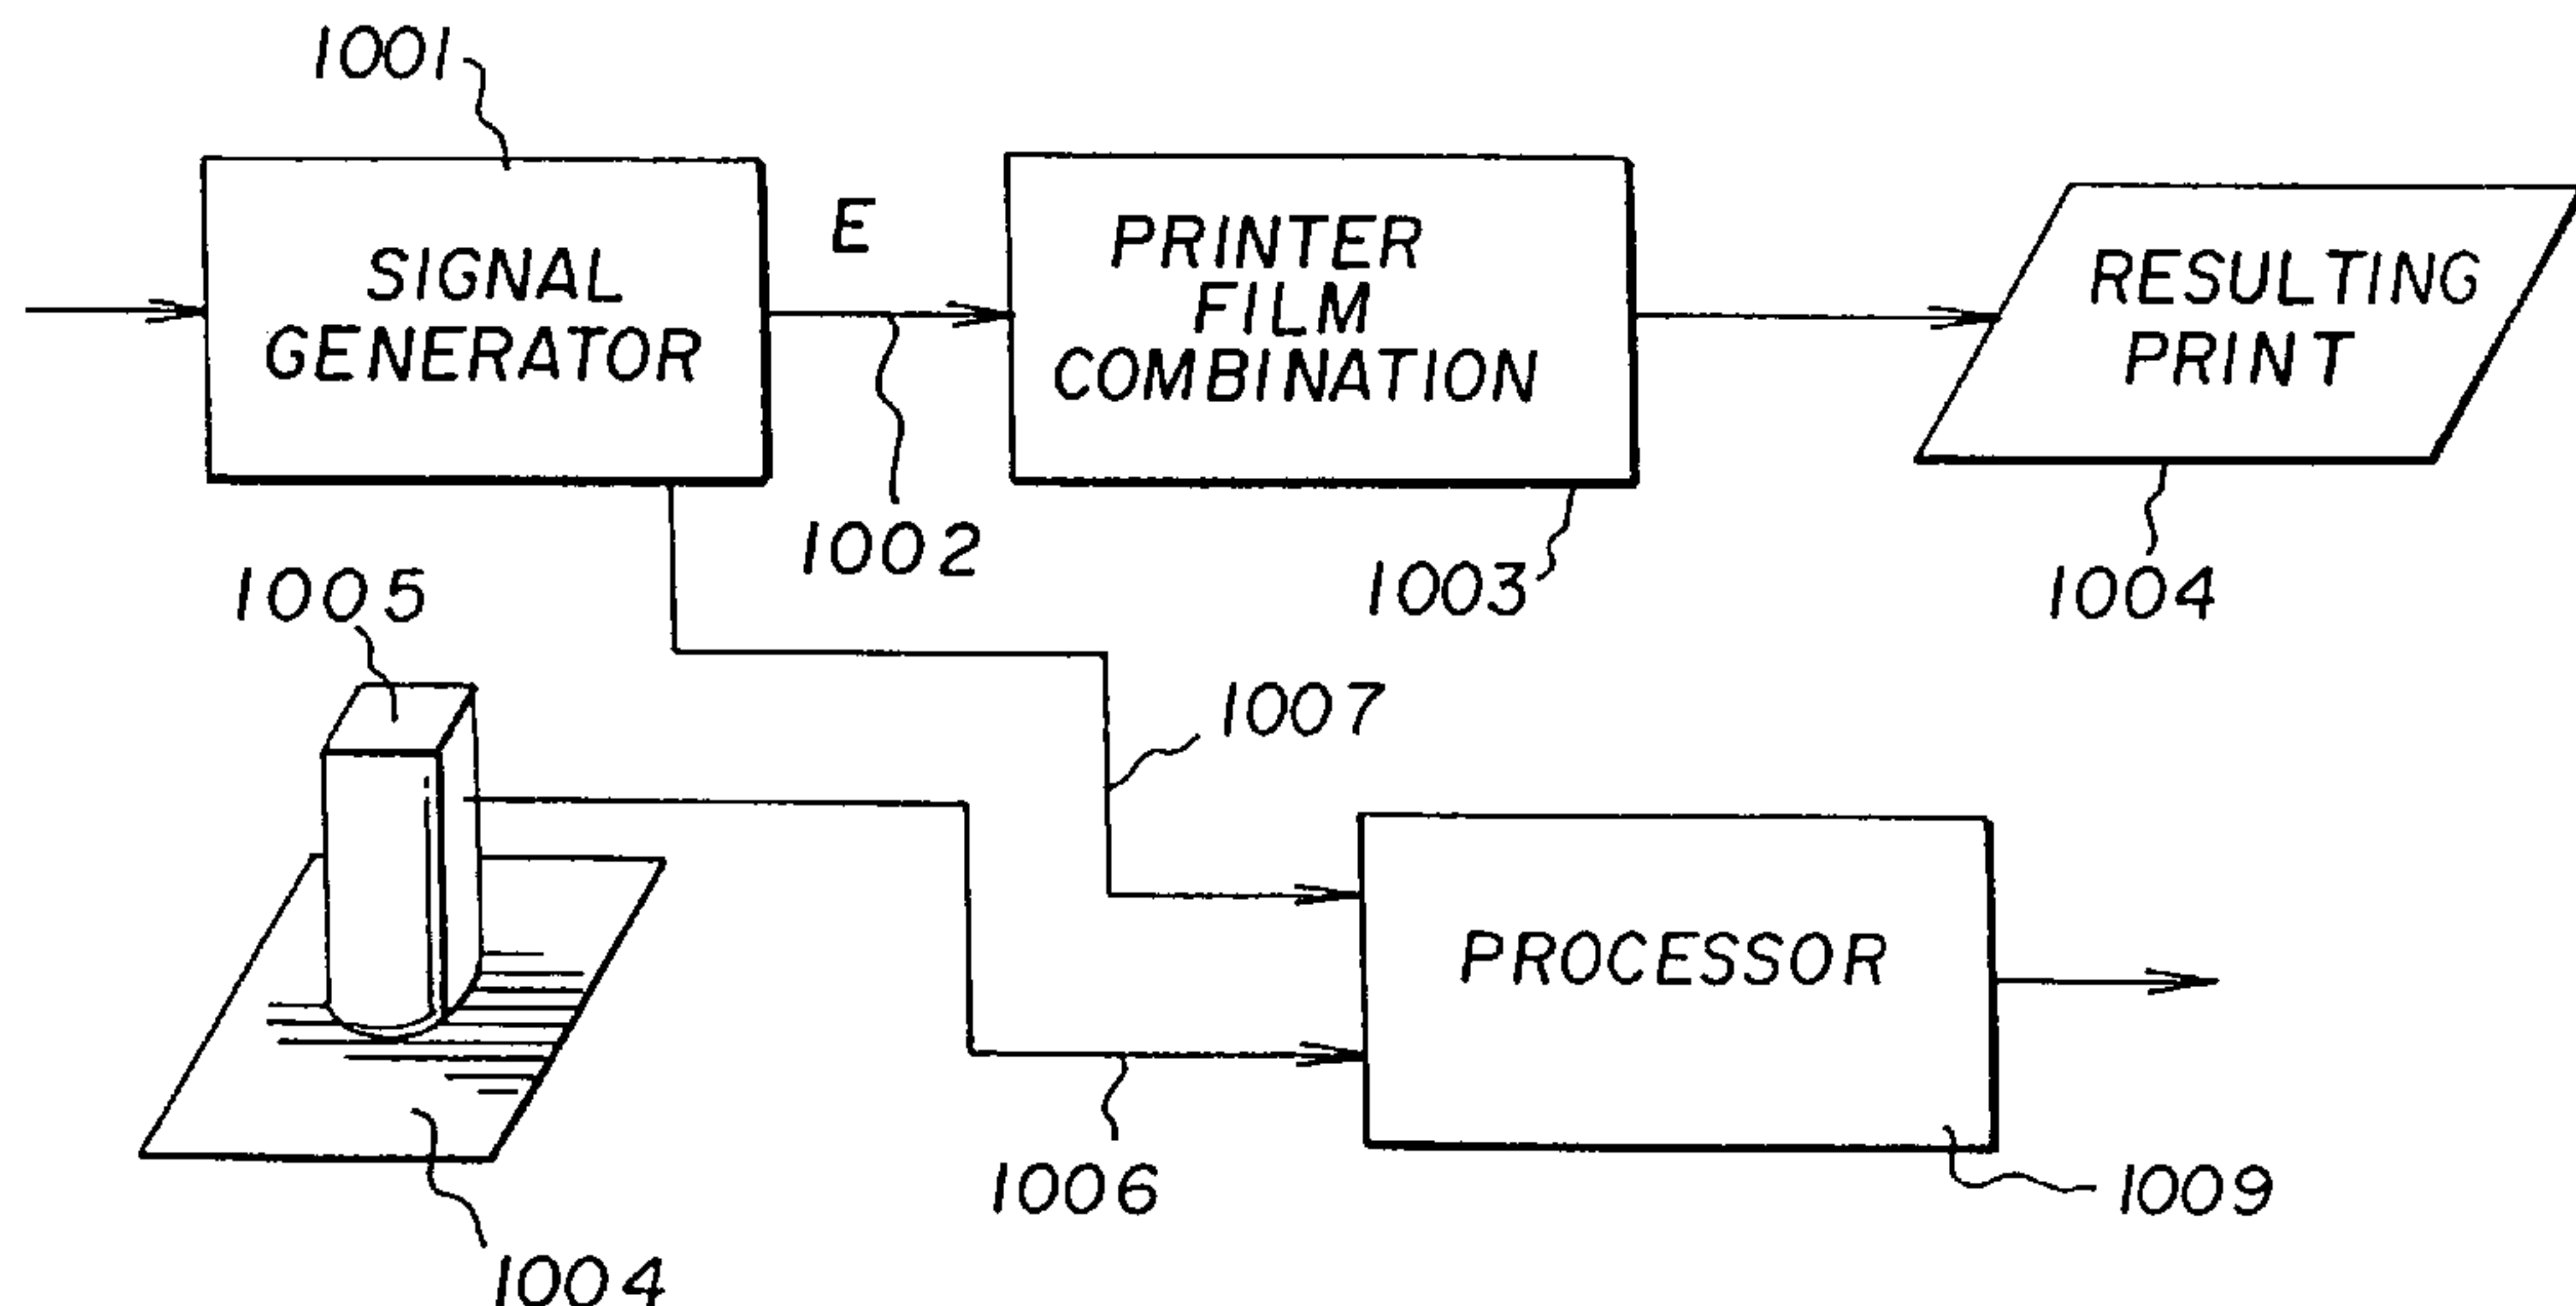 1001
SIGNAL
GENERATOR
E
1002
PRINTER
FILM
COMBINATION
1003
RESULTING
PRINT
1004
1005
1007
1006
PROCESSOR
1009
1004